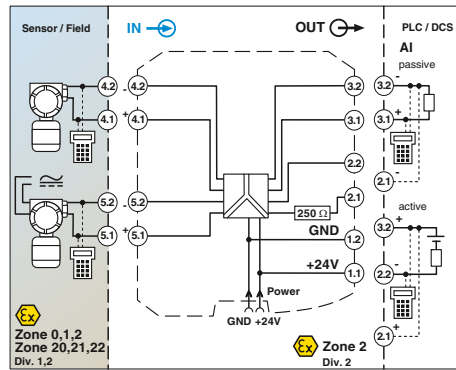 Sensor / Field
IN
OUT
PLC / DCS
AI
passive
4.2
-
4.2
3.2
3.2
-
4.1
+
4.1
3.1
3.1
+
2.2
2.1
-
5.2
-
5.2
2.1
250 Ω
active
5.1
+
5.1
GND
1.2
3.2
+
+24V
1.1
2.2
-
Power
GND +24V
2.1
+
Ex
Zone 0,1,2
Zone 20,21,22
Div. 1,2
Ex
Zone 2
Div. 2